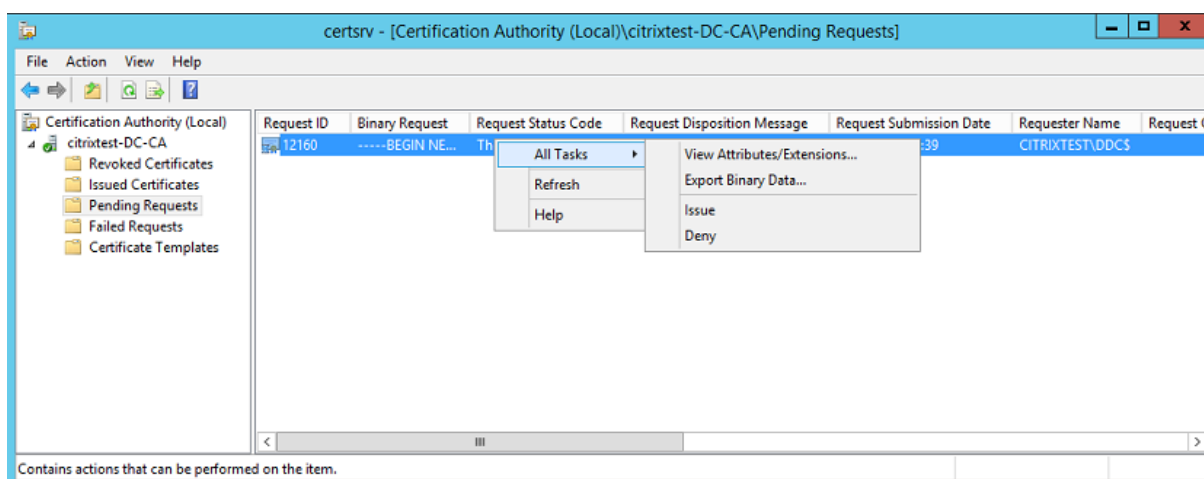 certsrv - [Certification Authority (Local)\citrixtest-DC-CA\Pending Requests]
File Action View Help
Certification Authority (Local)
citrixtest-DC-CA
Revoked Certificates
Issued Certificates
Pending Requests
Failed Requests
Certificate Templates
Request ID Binary Request Request Status Code Request Disposition Message Request Submission Date Requester Name Request
12160 -----BEGIN NE... Th :39 CITRIXTEST\DDC$
All Tasks
Refresh
Help
View Attributes/Extensions...
Export Binary Data...
Issue
Deny
Contains actions that can be performed on the item.